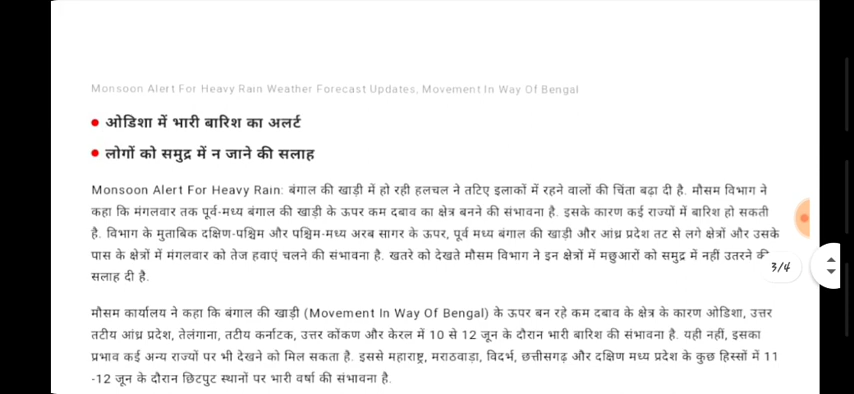 Monsoon Alert For Heavy Rain Weather Forecast Updates, Movement In Way Of Bengal
ओडिशा में भारी बारिश का अलर्ट
लोगों को समुद्र में न जाने की सलाह
Monsoon Alert For Heavy Rain: बंगाल की खाड़ी में हो रही हलचल ने तटिए इलाकों में रहने वालों की चिंता बढ़ा दी है. मौसम विभाग ने
कहा कि मंगलवार तक पूर्व-मध्य बंगाल की खाड़ी के ऊपर कम दबाव का क्षेत्र बनने की संभावना है. इसके कारण कई राज्यों में बारिश हो सकती
है. विभाग के मुताबिक दक्षिण-पश्चिम और पश्चिम-मध्य अरब सागर के ऊपर, पूर्व मध्य बंगाल की खाड़ी और आंध्र प्रदेश तट से लगे क्षेत्रों और उसके
पास के क्षेत्रों में मंगलवार को तेज हवाएं चलने की संभावना है. खतरे को देखते मौसम विभाग ने इन क्षेत्रों में मछुआरों को समुद्र में नहीं उतरने की
3/4
सलाह दी है.
मौसम कार्यालय ने कहा कि बंगाल की खाड़ी (Movement In Way Of Bengal) के ऊपर बन रहे कम दबाव के क्षेत्र के कारण ओडिशा, उत्तर
तटीय आंध्र प्रदेश, तेलंगाना, तटीय कर्नाटक, उत्तर कोंकण और केरल में 10 से 12 जून के दौरान भारी बारिश की संभावना है. यही नहीं, इसका
प्रभाव कई अन्य राज्यों पर भी देखने को मिल सकता है. इससे महाराष्ट्र, मराठवाड़ा, विदर्भ, छत्तीसगढ़ और दक्षिण मध्य प्रदेश के कुछ हिस्सों में 11
-12 जून के दौरान छिटपुट स्थानों पर भारी वर्षा की संभावना है.